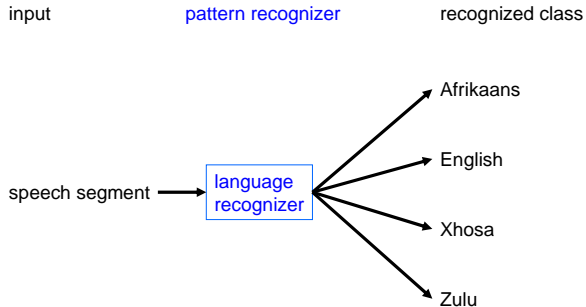 input
pattern recognizer
recognized class
Afrikaans
English
speech segment
language
recognizer
Xhosa
Zulu